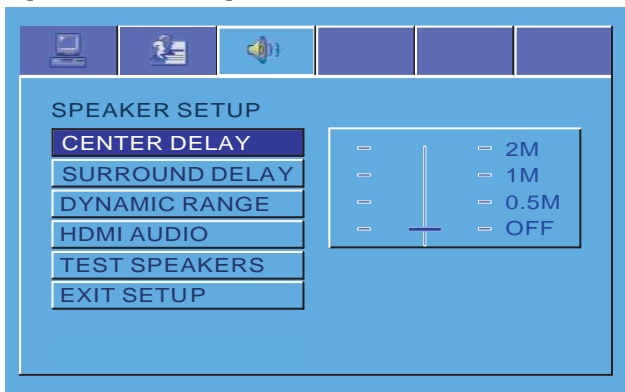 SPEAKER SETUP
CENTER DELAY
SURROUND DELAY
DYNAMIC RANGE
HDMI AUDIO
TEST SPEAKERS
EXIT SETUP
2M
1M
0.5M
OFF